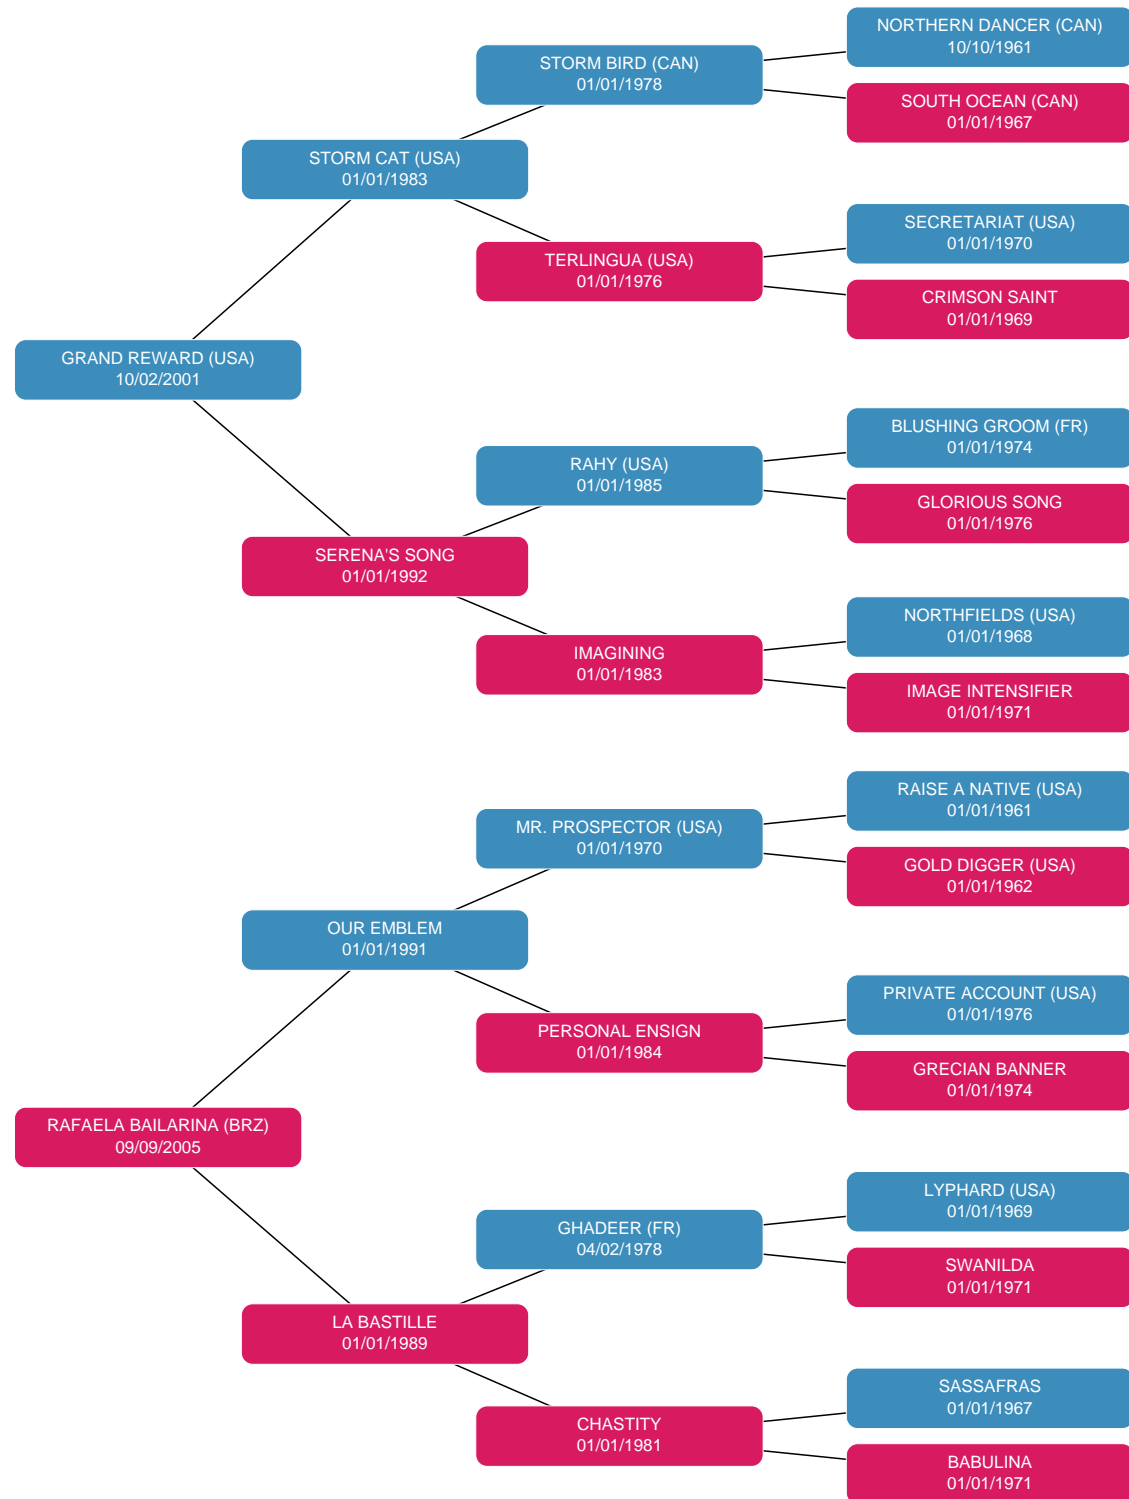 NORTHERN DANCER (CAN)
10/10/1961
STORM BIRD (CAN)
01/01/1978
SOUTH OCEAN (CAN)
01/01/1967
STORM CAT (USA)
01/01/1983
SECRETARIAT (USA)
01/01/1970
TERLINGUA (USA)
01/01/1976
CRIMSON SAINT
01/01/1969
GRAND REWARD (USA)
10/02/2001
BLUSHING GROOM (FR)
01/01/1974
RAHY (USA)
01/01/1985
GLORIOUS SONG
01/01/1976
SERENA'S SONG
01/01/1992
NORTHFIELDS (USA)
01/01/1968
IMAGINING
01/01/1983
IMAGE INTENSIFIER
01/01/1971
RAISE A NATIVE (USA)
01/01/1961
MR. PROSPECTOR (USA)
01/01/1970
GOLD DIGGER (USA)
01/01/1962
OUR EMBLEM
01/01/1991
PRIVATE ACCOUNT (USA)
01/01/1976
PERSONAL ENSIGN
01/01/1984
GRECIAN BANNER
01/01/1974
RAFAELA BAILARINA (BRZ)
09/09/2005
LYPHARD (USA)
01/01/1969
GHADEER (FR)
04/02/1978
SWANILDA
01/01/1971
LA BASTILLE
01/01/1989
SASSAFRAS
01/01/1967
CHASTITY
01/01/1981
BABULINA
01/01/1971